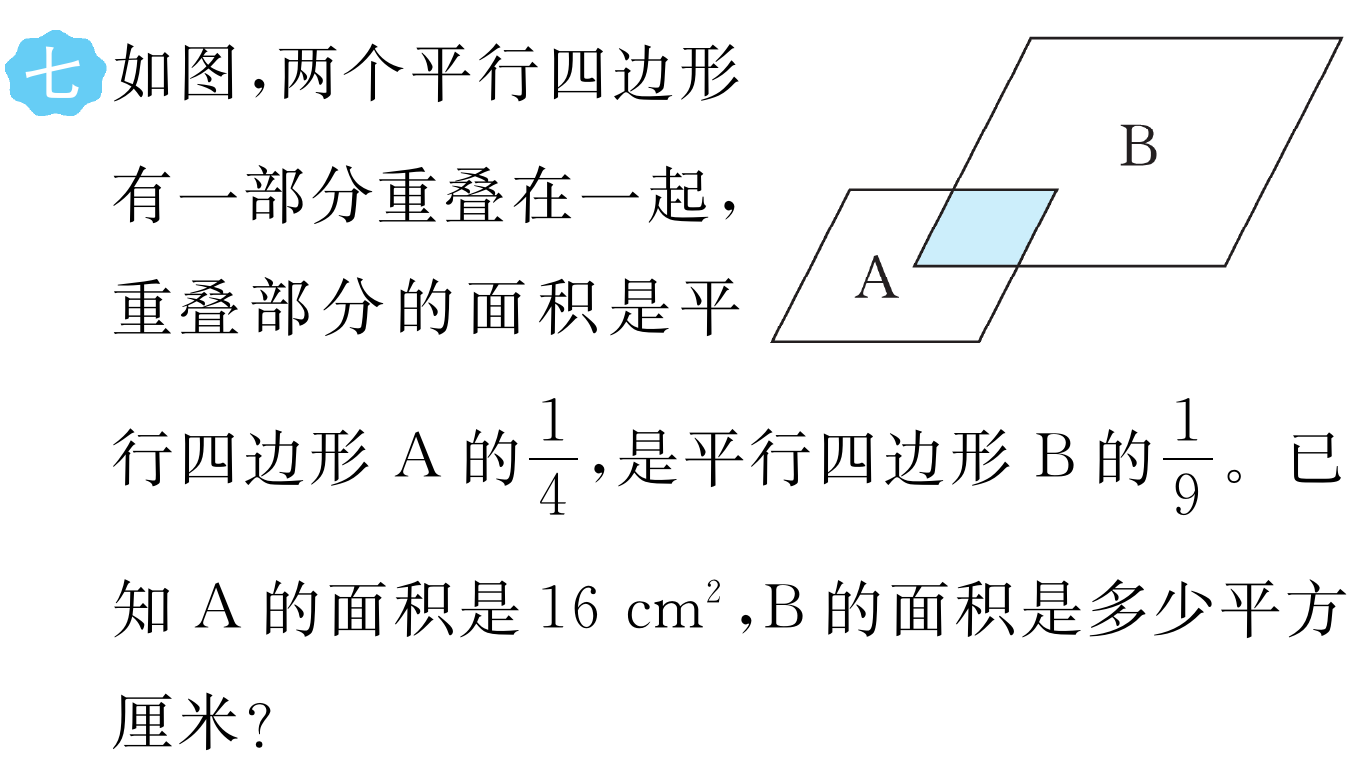 七 如图,两个平行四边形
有一部分重叠在一起,
重叠部分的面积是平
行四边形 A 的1/4,是平行四边形 B 的1/9。已
知 A 的面积是 16 cm²,B 的面积是多少平方
厘米?
B
A